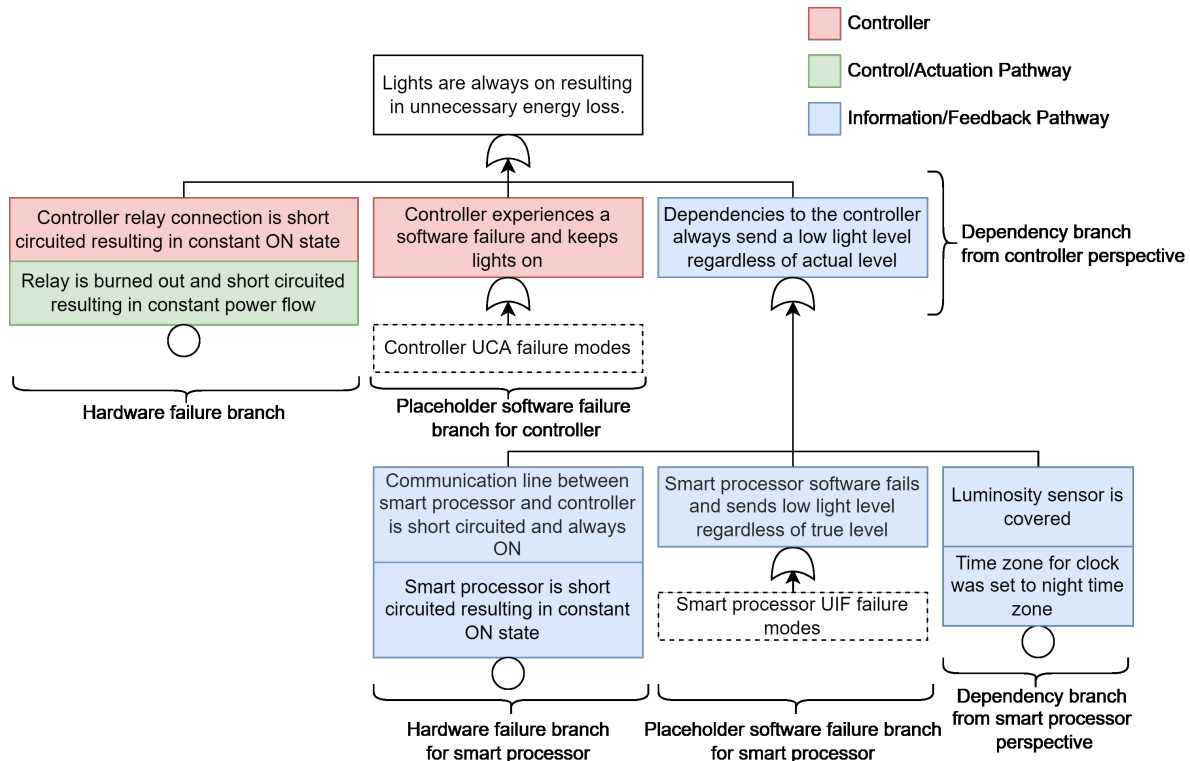 Controller
Control/Actuation Pathway
Information/Feedback Pathway
Lights are always on resulting
in unnecessary energy loss.
Controller relay connection is short
circuited resulting in constant ON state
Relay is burned out and short circuited
resulting in constant power flow
Hardware failure branch
Controller experiences a
software failure and keeps
lights on
Controller UCA failure modes
Placeholder software failure
branch for controller
Dependencies to the controller
always send a low light level
regardless of actual level
Dependency branch
from controller perspective
Communication line between
smart processor and controller
is short circuited and always
ON
Smart processor is short
circuited resulting in constant
ON state
Hardware failure branch
for smart processor
Smart processor software fails
and sends low light level
regardless of true level
Smart processor UIF failure
modes
Placeholder software failure branch
for smart processor
Luminosity sensor is
covered
Time zone for clock
was set to night time
zone
Dependency branch
from smart processor
perspective